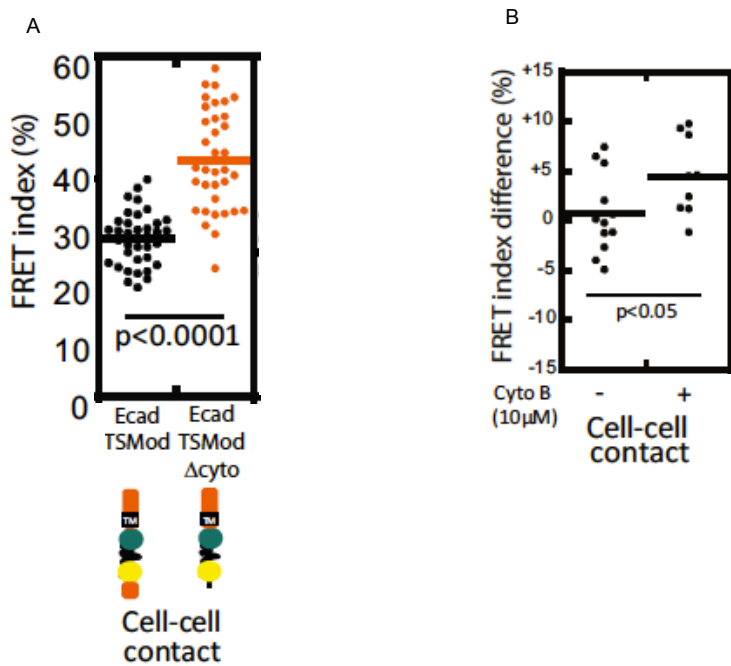 A
FRET index (%)
60
50
40
30
20
10
0
p<0.0001
Ecad
TSMod
Ecad
TSMod
Δcyto
TM
TM
Cell-cell
contact
B
FRET index difference (%)
+15
+10
+5
0
-5
-10
-15
p<0.05
Cyto B
(10μM)
-
+
Cell-cell
contact